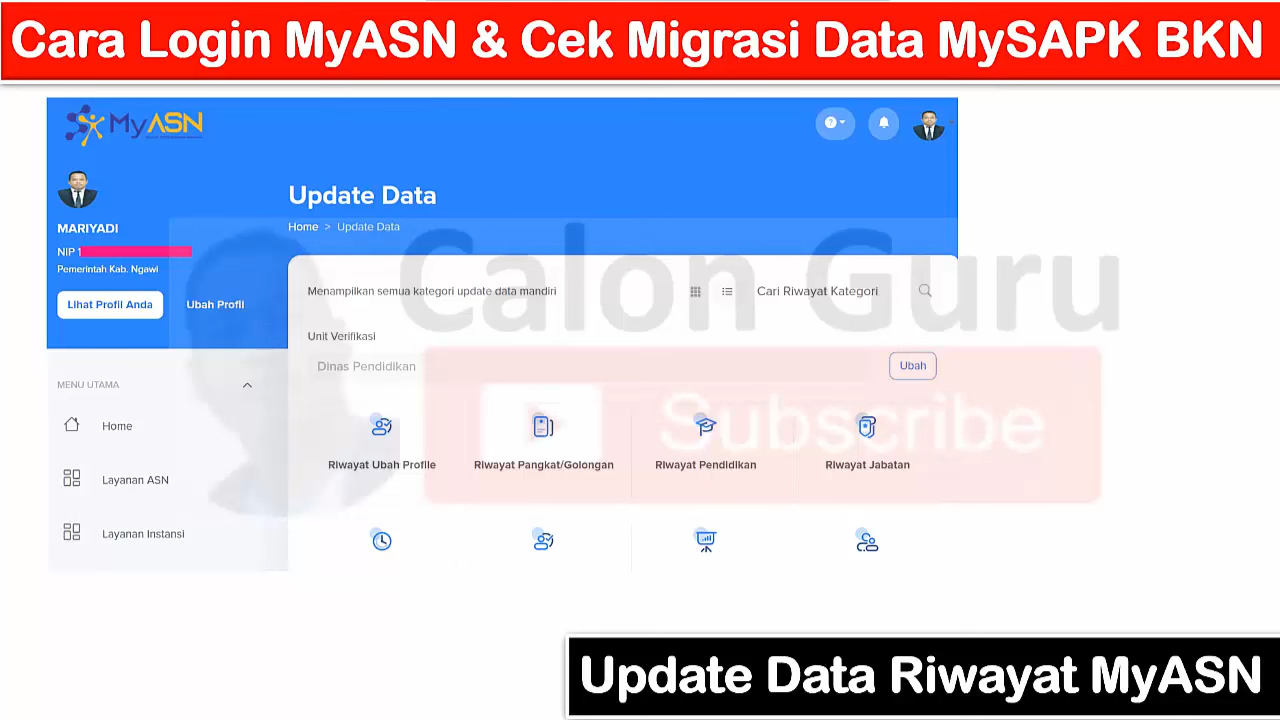 Cara Login MyASN & Cek Migrasi Data MySAPK BKN
MyASN
MARIYADI
NIP 1
Pemerintah Kab. Ngawi
Lihat Profil Anda
Ubah Profil
Update Data
Home > Update Data
Menampilkan semua kategori update data mandiri
Cari Riwayat Kategori
Unit Verifikasi
Dinas Pendidikan
Ubah
Calon Guru
Subscribe
MENU UTAMA
Home
Layanan ASN
Layanan Instansi
Riwayat Ubah Profile
Riwayat Pangkat/Golongan
Riwayat Pendidikan
Riwayat Jabatan
Update Data Riwayat MyASN